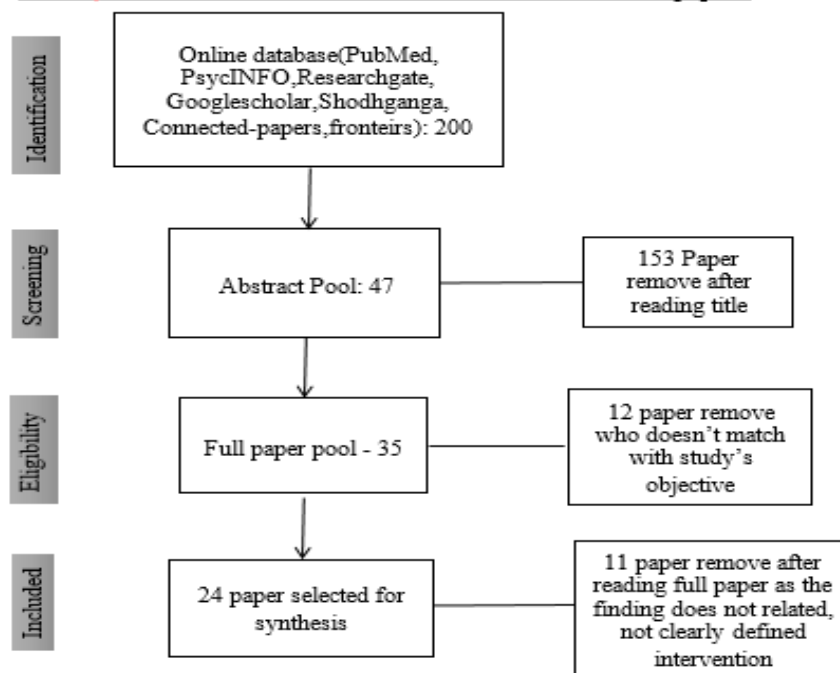 Identification
Online database(PubMed,
PsycINFO,Researchgate,
Googlescholar,Shodhganga,
Connected-papers,fronteirs): 200
Screening
Abstract Pool: 47
153 Paper
remove after
reading title
Eligibility
Full paper pool - 35
12 paper remove
who doesn't match
with study's
objective
Included
24 paper selected for
synthesis
11 paper remove after
reading full paper as the
finding does not related,
not clearly defined
intervention